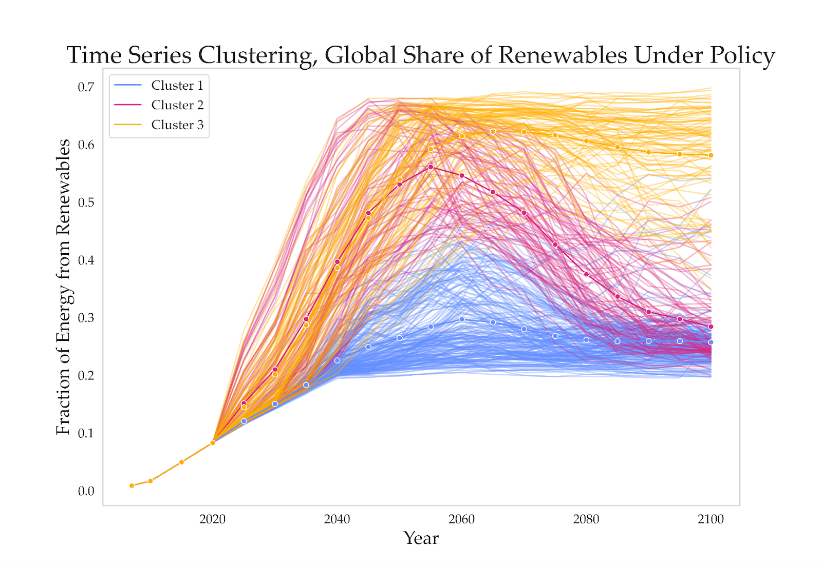 Time Series Clustering, Global Share of Renewables Under Policy
Cluster 1
Cluster 2
Cluster 3
Fraction of Energy from Renewables
0.7
0.6
0.5
0.4
0.3
0.2
0.1
0.0
2020 2040 2060 2080 2100
Year